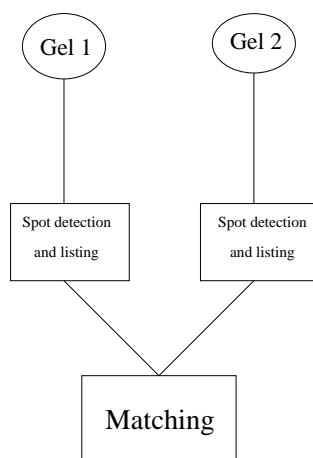 Gel 1
Gel 2
Spot detection
and listing
Spot detection
and listing
Matching